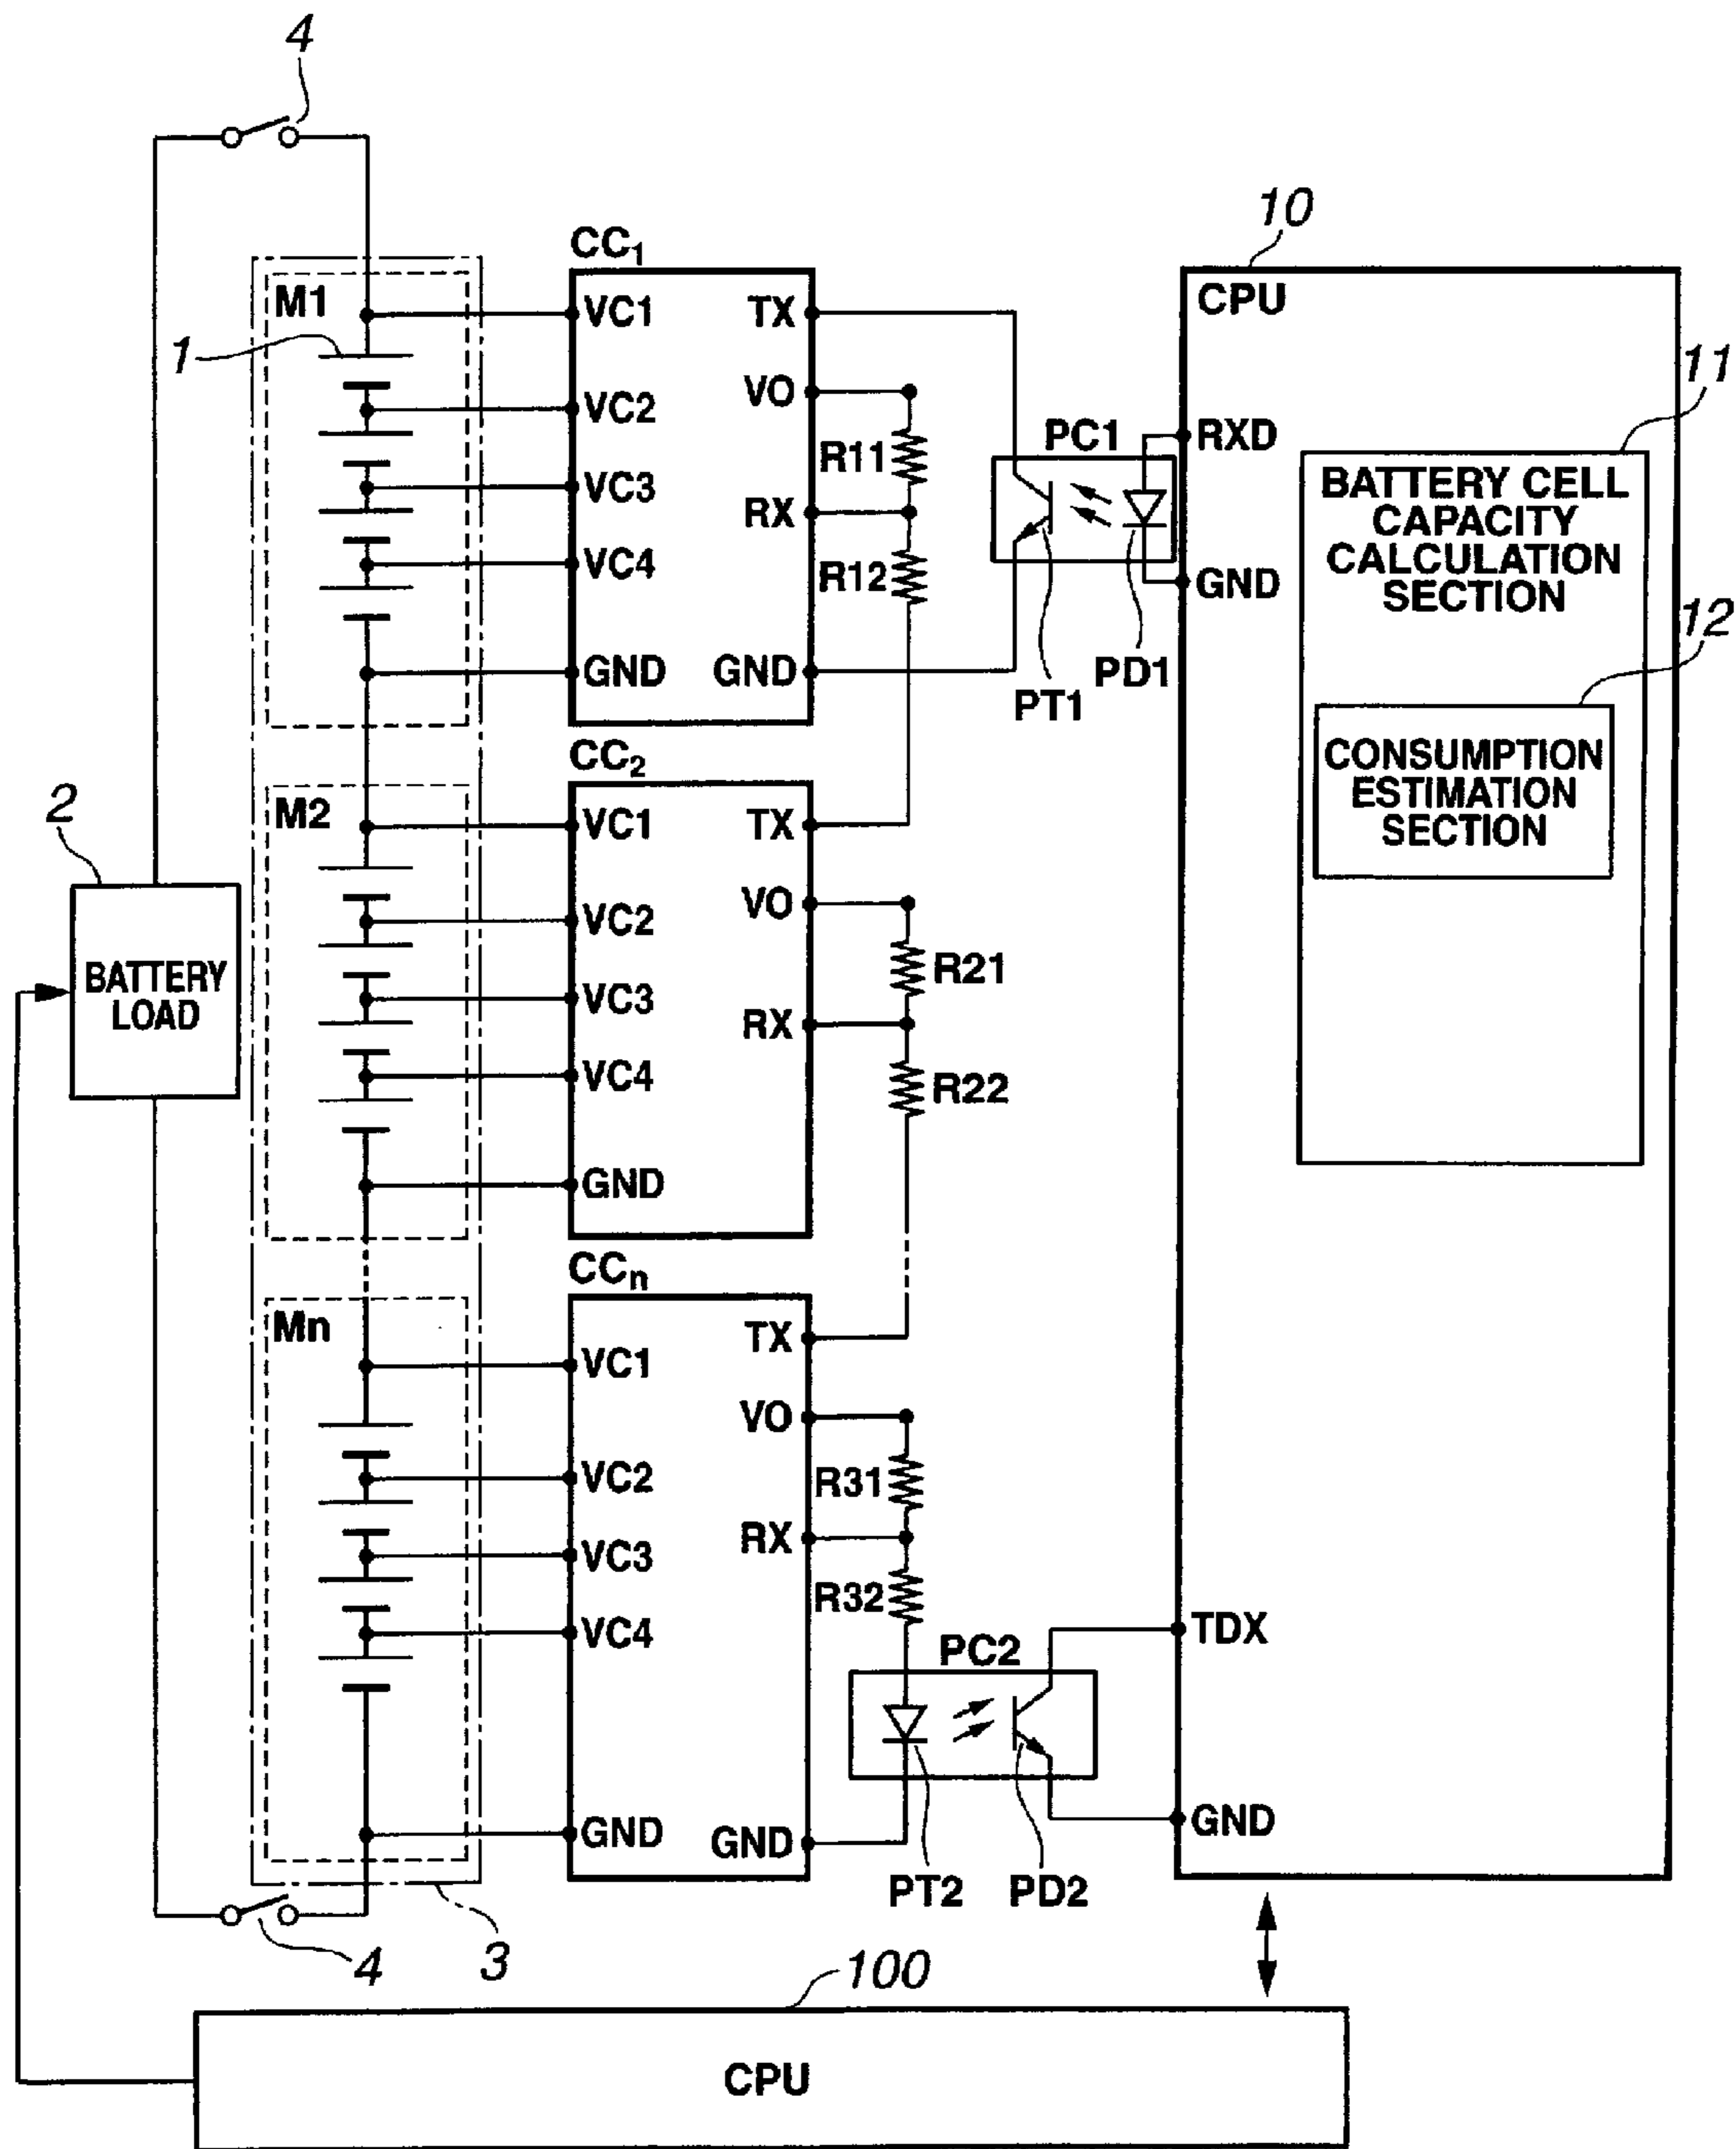 4
10
CC1
M1
VC1
TX
CPU
11
1
VO
VC2
R11
PC1
RXD
BATTERY CELL
CAPACITY
CALCULATION
SECTION
VC3
RX
VC4
R12
GND
12
GND
GND
PT1
PD1
CC2
CONSUMPTION
ESTIMATION
SECTION
2
M2
VC1
TX
VC2
VO
R21
BATTERY
LOAD
VC3
RX
VC4
R22
GND
CCn
Mn
VC1
TX
VO
VC2
R31
RX
VC3
R32
VC4
TDX
PC2
GND
GND
GND
PT2
PD2
4
3
100
CPU